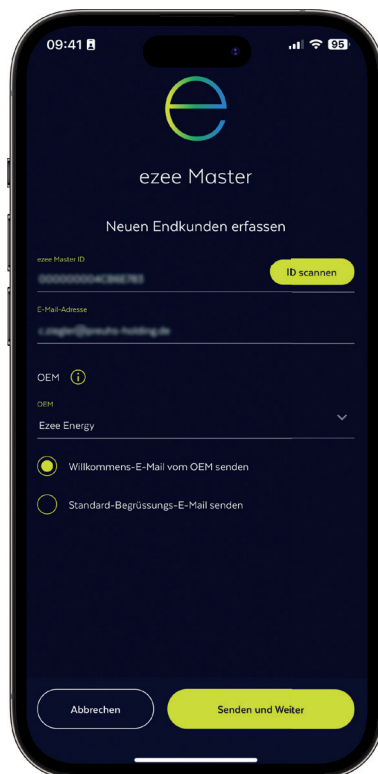 09:41
95
ezee Master
Neuen Endkunden erfassen
ezee Master ID
ID scannen
E-Mail-Adresse
OEM
OEM
Ezee Energy
Willkommens-E-Mail vom OEM senden
Standard-Begrüssungs-E-Mail senden
Abbrechen
Senden und Weiter